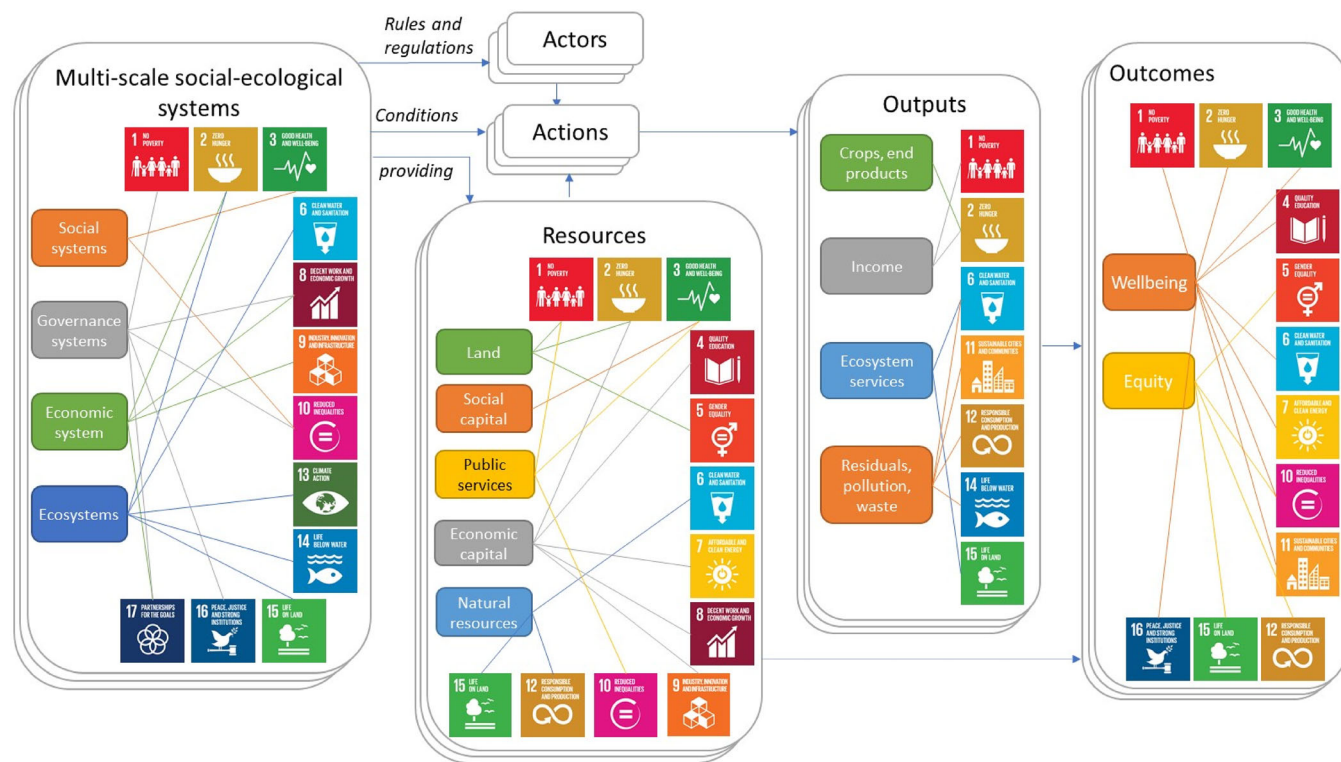 Rules and
regulations
Actors
Multi-scale social-ecological
systems
Conditions
Actions
providing
1 NO
POVERTY
2 ZERO
HUNGER
3 GOOD HEALTH
AND WELL-BEING
Social
systems
Governance
systems
Economic
system
Ecosystems
6 CLEAN WATER
AND SANITATION
8 DECENT WORK AND
ECONOMIC GROWTH
9 INDUSTRY, INNOVATION
AND INFRASTRUCTURE
10 REDUCED
INEQUALITIES
13 CLIMATE
ACTION
14 LIFE
BELOW WATER
17 PARTNERSHIPS
FOR THE GOALS
16 PEACE, JUSTICE
AND STRONG
INSTITUTIONS
15 LIFE
ON LAND
Resources
1 NO
POVERTY
2 ZERO
HUNGER
3 GOOD HEALTH
AND WELL-BEING
Land
Social
capital
Public
services
Economic
capital
Natural
resources
4 QUALITY
EDUCATION
5 GENDER
EQUALITY
6 CLEAN WATER
AND SANITATION
7 AFFORDABLE AND
CLEAN ENERGY
8 DECENT WORK AND
ECONOMIC GROWTH
15 LIFE
ON LAND
12 RESPONSIBLE
CONSUMPTION
AND PRODUCTION
10 REDUCED
INEQUALITIES
9 INDUSTRY, INNOVATION
AND INFRASTRUCTURE
Outputs
Crops, end
products
Income
Ecosystem
services
Residuals,
pollution,
waste
1 NO
POVERTY
2 ZERO
HUNGER
6 CLEAN WATER
AND SANITATION
11 SUSTAINABLE CITIES
AND COMMUNITIES
12 RESPONSIBLE
CONSUMPTION
AND PRODUCTION
14 LIFE
BELOW WATER
15 LIFE
ON LAND
Outcomes
1 NO
POVERTY
2 ZERO
HUNGER
3 GOOD HEALTH
AND WELL-BEING
Wellbeing
Equity
4 QUALITY
EDUCATION
5 GENDER
EQUALITY
6 CLEAN WATER
AND SANITATION
7 AFFORDABLE AND
CLEAN ENERGY
10 REDUCED
INEQUALITIES
11 SUSTAINABLE CITIES
AND COMMUNITIES
16 PEACE, JUSTICE
AND STRONG
INSTITUTIONS
15 LIFE
ON LAND
12 RESPONSIBLE
CONSUMPTION
AND PRODUCTION